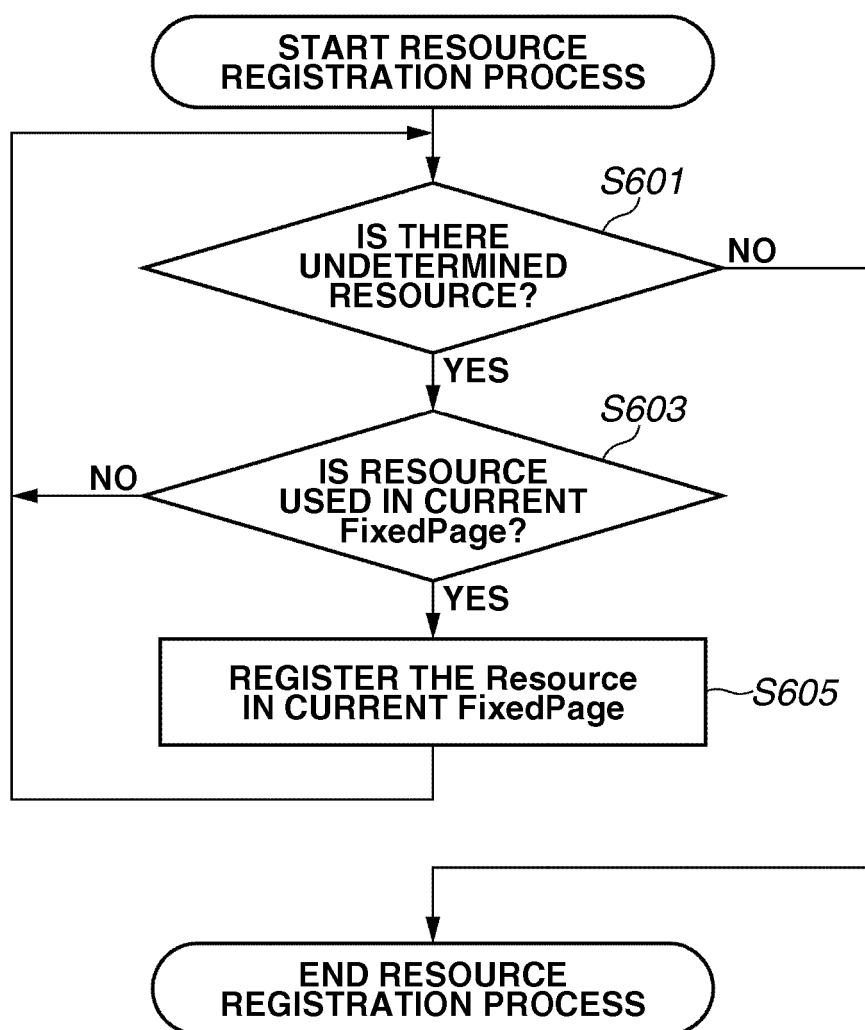 START RESOURCE
REGISTRATION PROCESS
S601
IS THERE
UNDETERMINED
RESOURCE?
NO
YES
S603
NO
IS RESOURCE
USED IN CURRENT
FixedPage?
YES
REGISTER THE Resource
IN CURRENT FixedPage
S605
END RESOURCE
REGISTRATION PROCESS